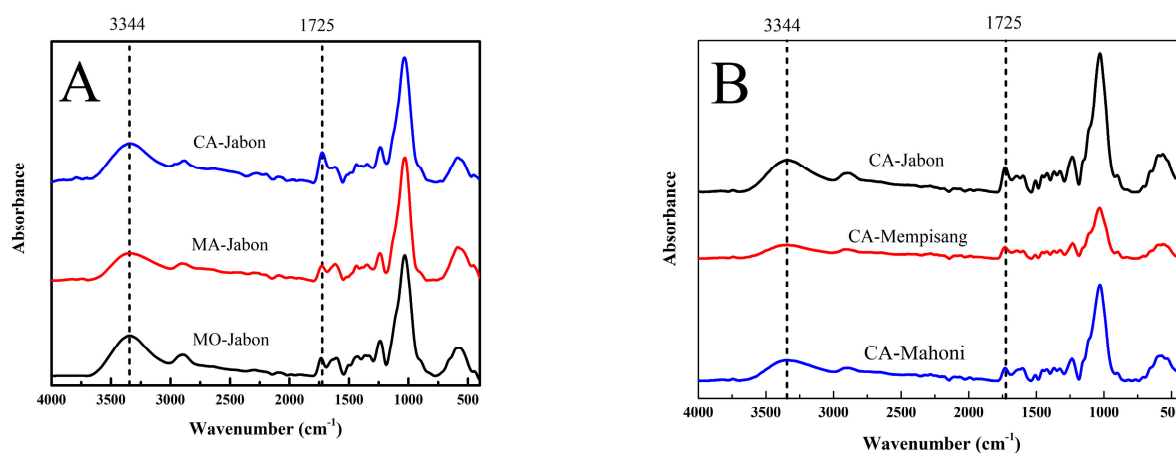 3344 1725
A
CA-Jabon
MA-Jabon
MO-Jabon
Absorbance
4000 3500 3000 2500 2000 1500 1000 500
Wavenumber (cm-1)
3344 1725
B
CA-Jabon
CA-Mempisang
CA-Mahoni
Absorbance
4000 3500 3000 2500 2000 1500 1000
Wavenumber (cm-1)